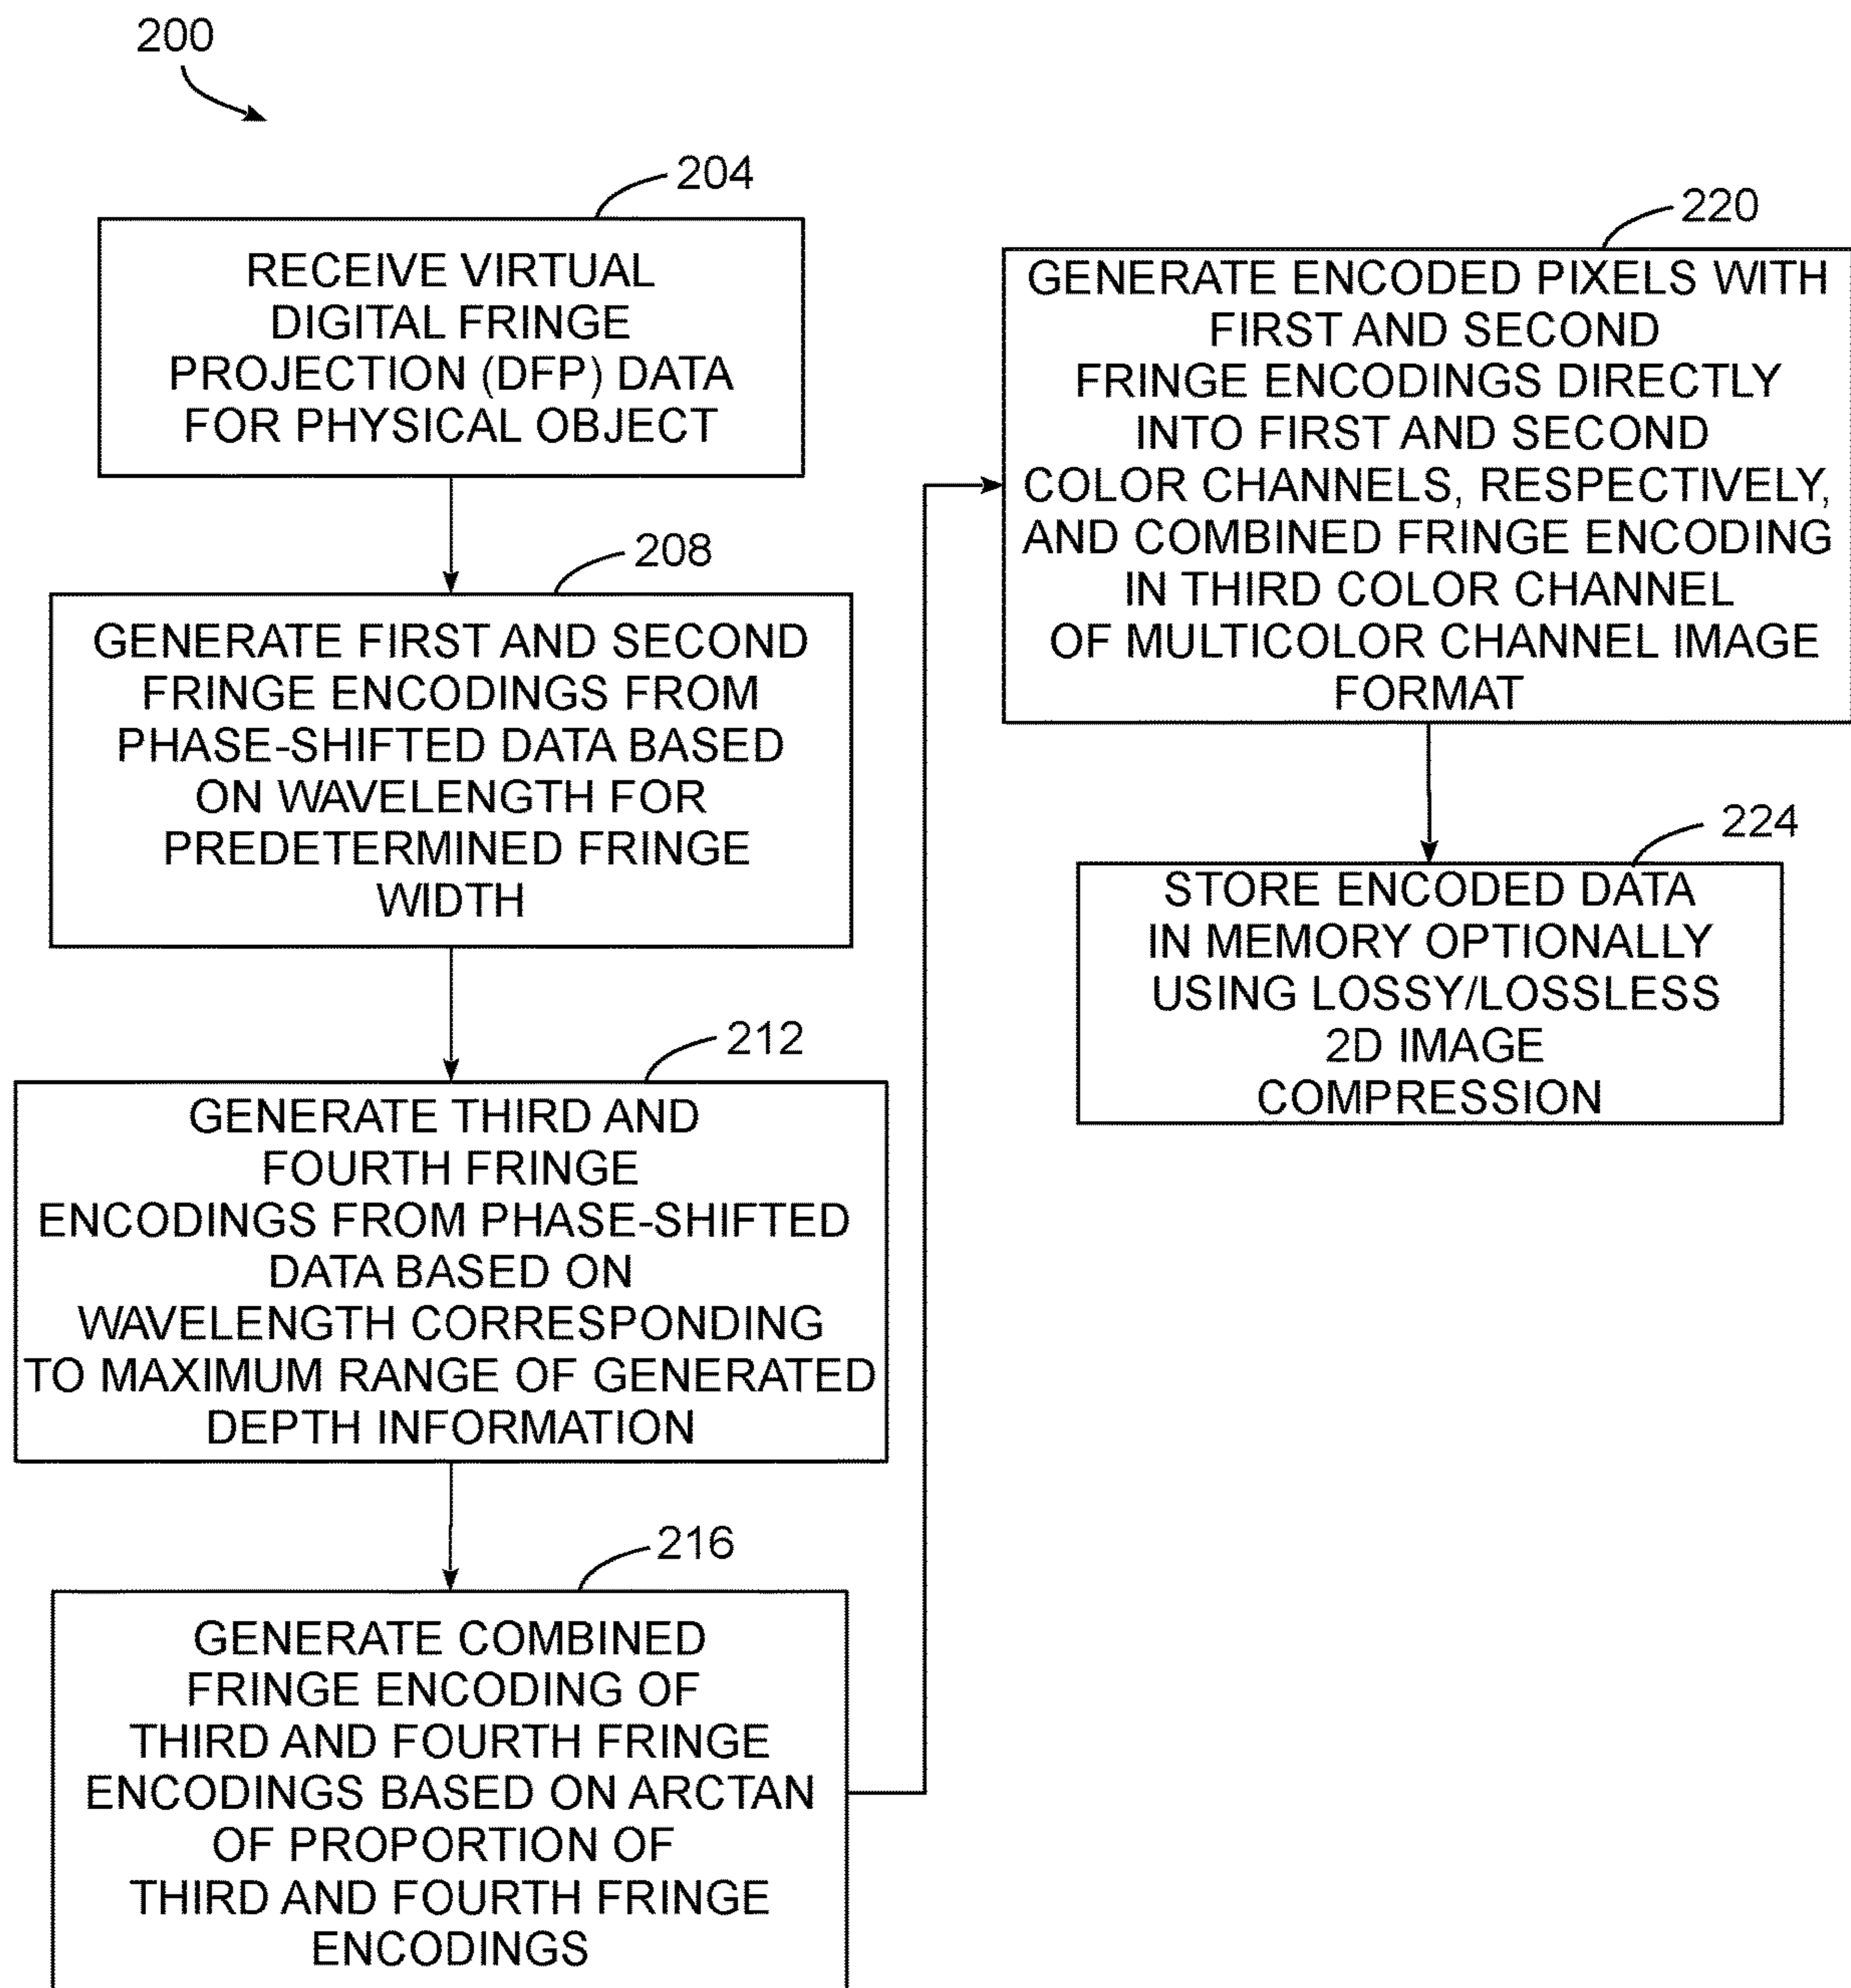 200
204
RECEIVE VIRTUAL
DIGITAL FRINGE
PROJECTION (DFP) DATA
FOR PHYSICAL OBJECT
208
GENERATE FIRST AND SECOND
FRINGE ENCODINGS FROM
PHASE-SHIFTED DATA BASED
ON WAVELENGTH FOR
PREDETERMINED FRINGE
WIDTH
212
GENERATE THIRD AND
FOURTH FRINGE
ENCODINGS FROM PHASE-SHIFTED
DATA BASED ON
WAVELENGTH CORRESPONDING
TO MAXIMUM RANGE OF GENERATED
DEPTH INFORMATION
216
GENERATE COMBINED
FRINGE ENCODING OF
THIRD AND FOURTH FRINGE
ENCODINGS BASED ON ARCTAN
OF PROPORTION OF
THIRD AND FOURTH FRINGE
ENCODINGS
220
GENERATE ENCODED PIXELS WITH
FIRST AND SECOND
FRINGE ENCODINGS DIRECTLY
INTO FIRST AND SECOND
COLOR CHANNELS, RESPECTIVELY,
AND COMBINED FRINGE ENCODING
IN THIRD COLOR CHANNEL
OF MULTICOLOR CHANNEL IMAGE
FORMAT
224
STORE ENCODED DATA
IN MEMORY OPTIONALLY
USING LOSSY/LOSSLESS
2D IMAGE
COMPRESSION